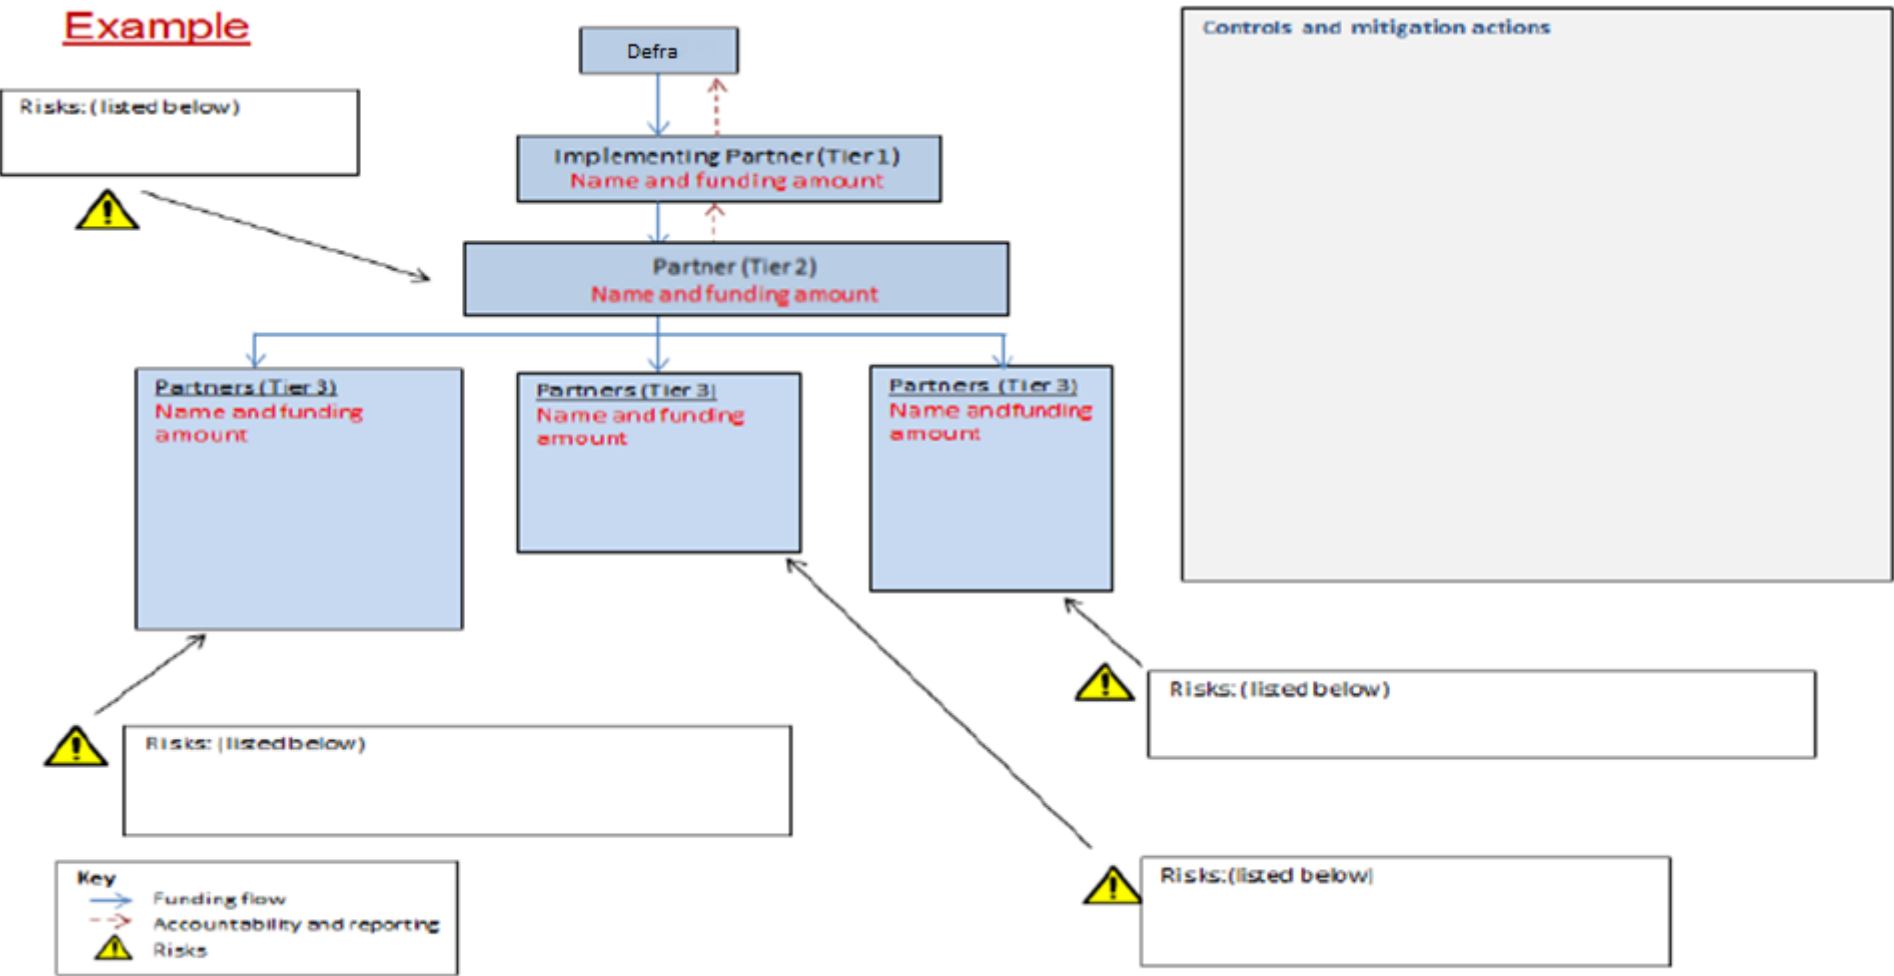 Example
Defra
Controls and mitigation actions
Risks: (listed below)
Implementing Partner (Tier 1)
Name and funding amount
Partner (Tier 2)
Name and funding amount
Partners (Tier 3)
Name and funding
amount
Partners (Tier 3)
Name and funding
amount
Partners (Tier 3)
Name and funding
amount
Risks: (listed below)
Risks: (listed below)
Risks: (listed below)
Key
Funding flow
Accountability and reporting
Risks